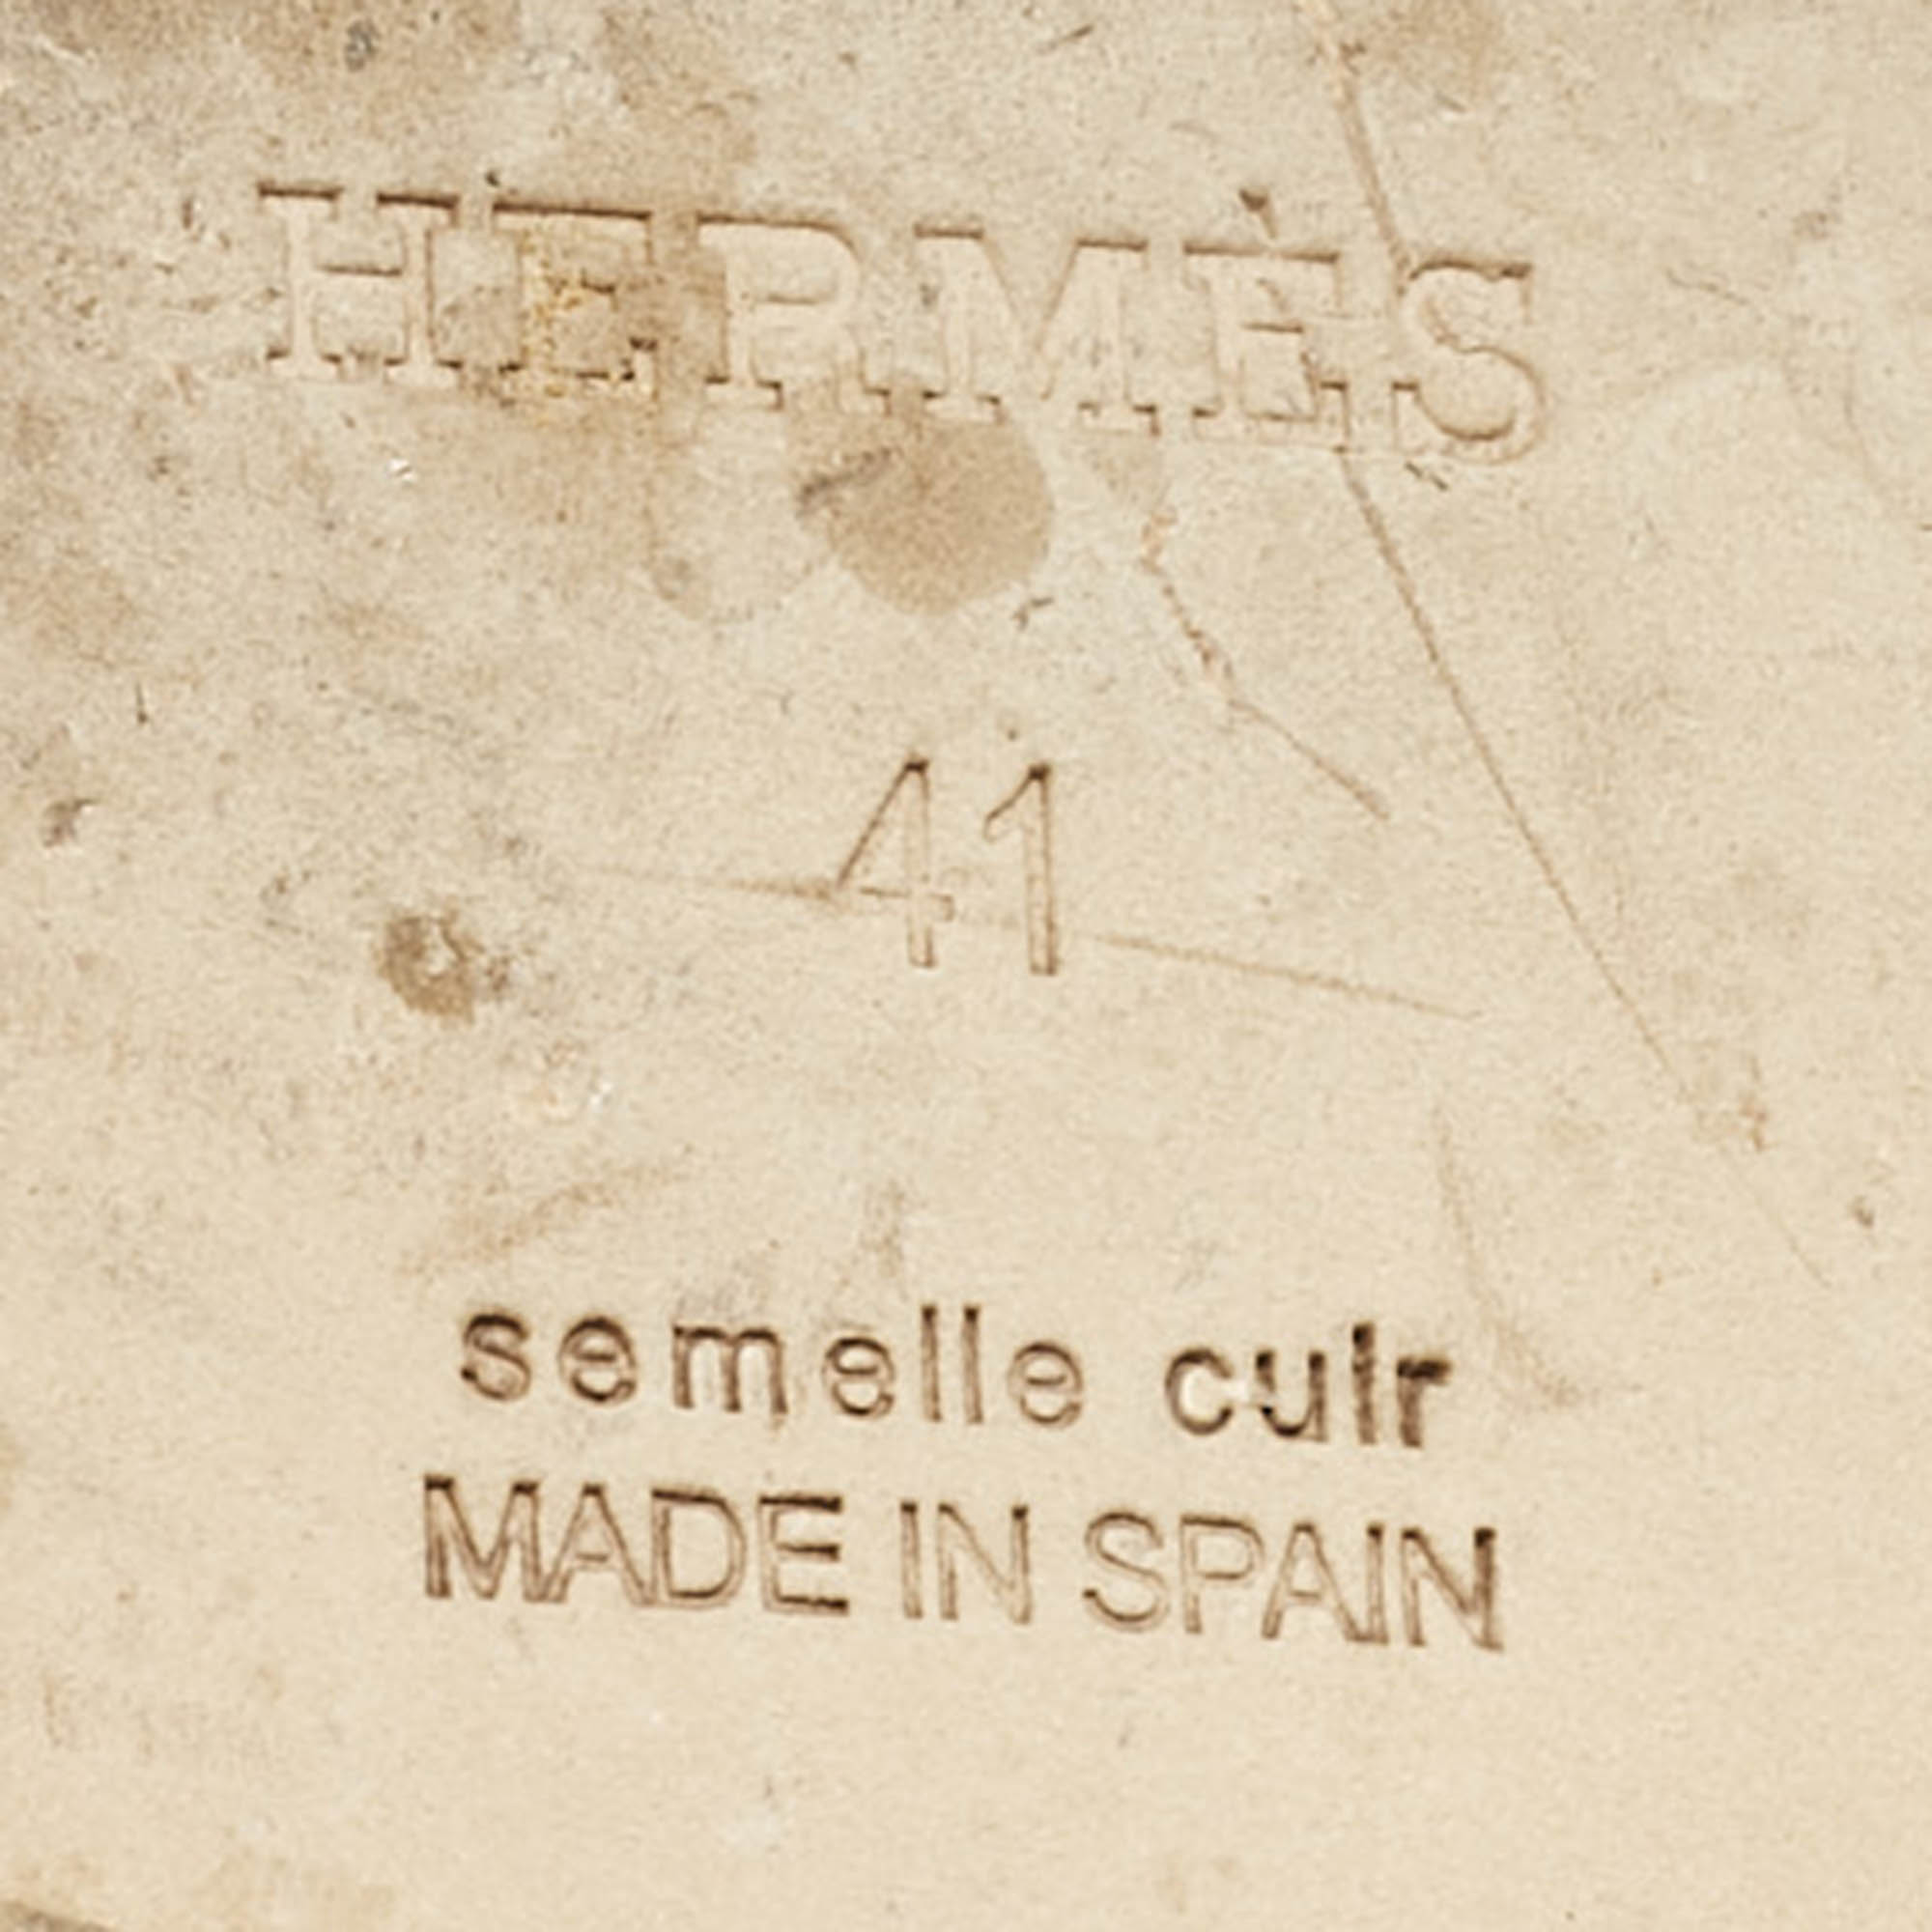 HERMÈS
41
semelle cuir
MADE IN SPAIN